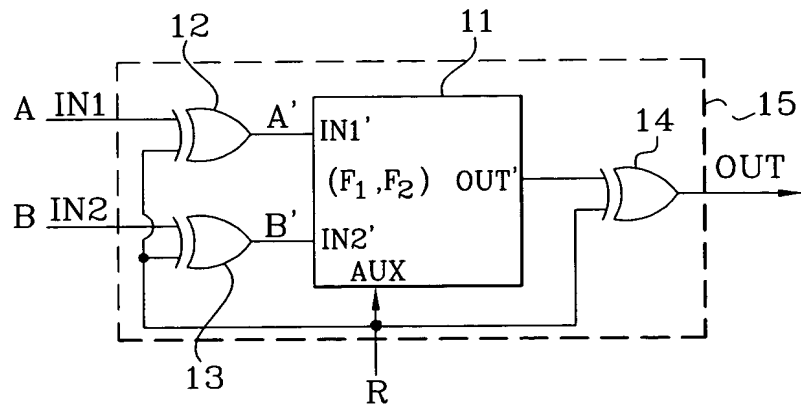 12
11
A IN1
A'
IN1'
15
14
(F₁,F₂)
OUT'
OUT
B IN2
B'
IN2'
AUX
13
R